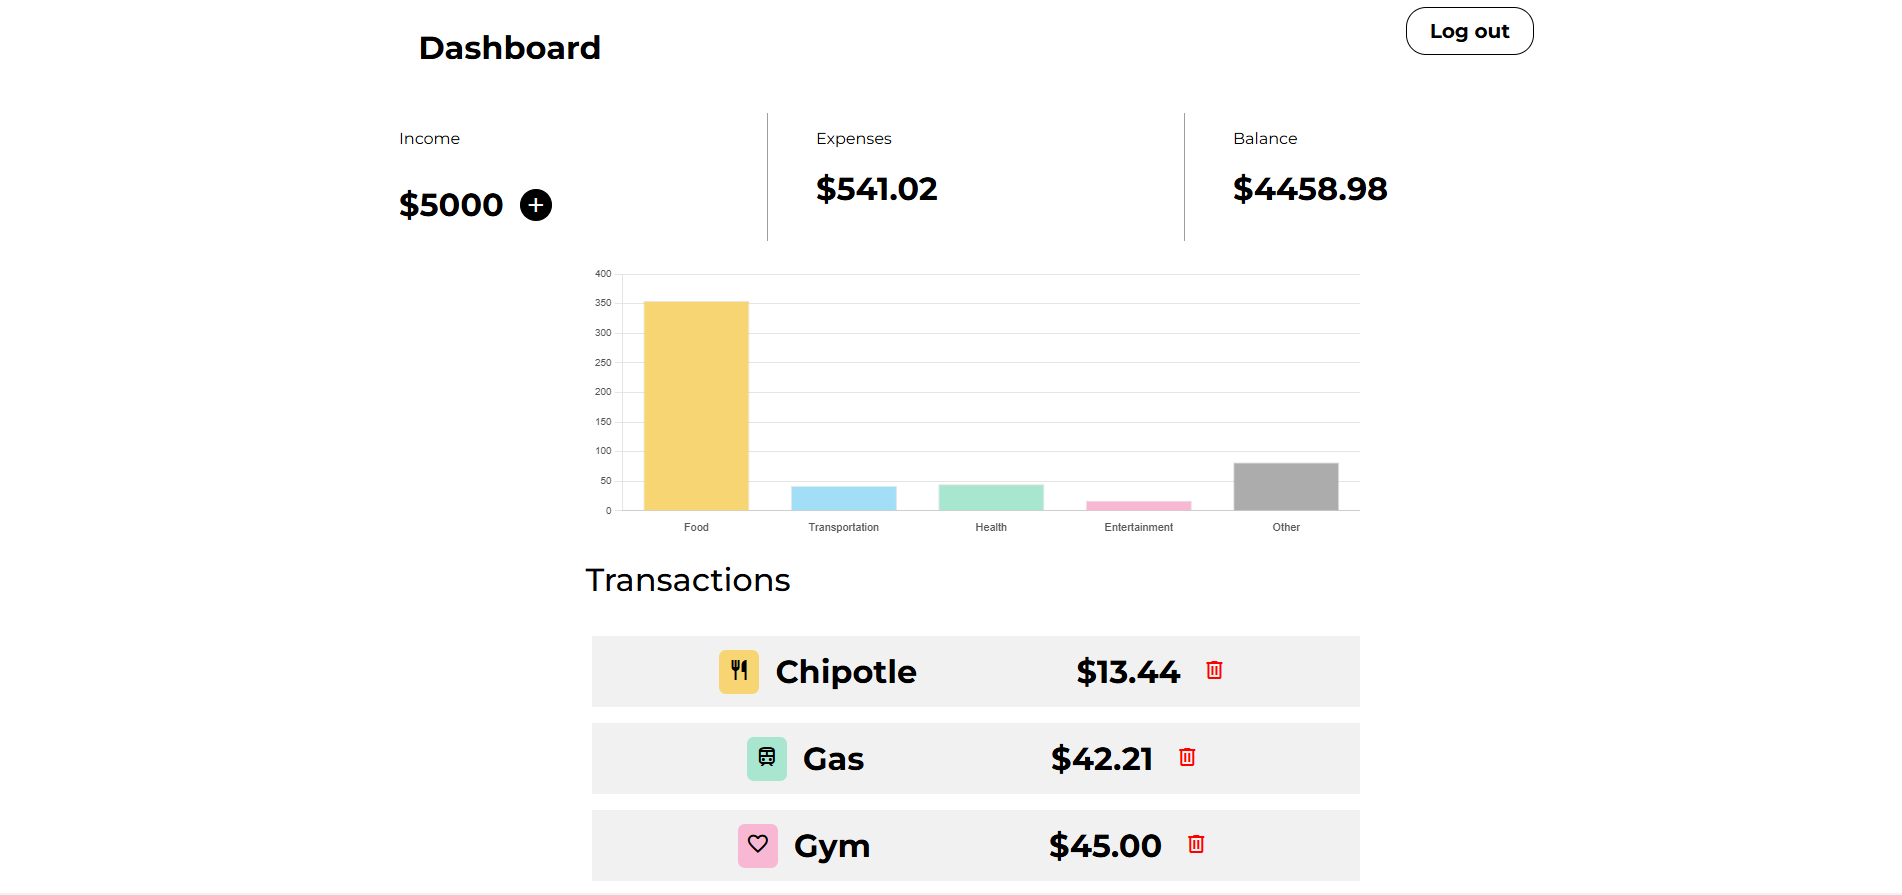 Dashboard
Log out
Income
Expenses
Balance
$5000
$541.02
$4458.98
400
350
300
250
200
150
100
50
0
Food Transportation Health Entertainment Other
Transactions
Chipotle $13.44
Gas $42.21
Gym $45.00